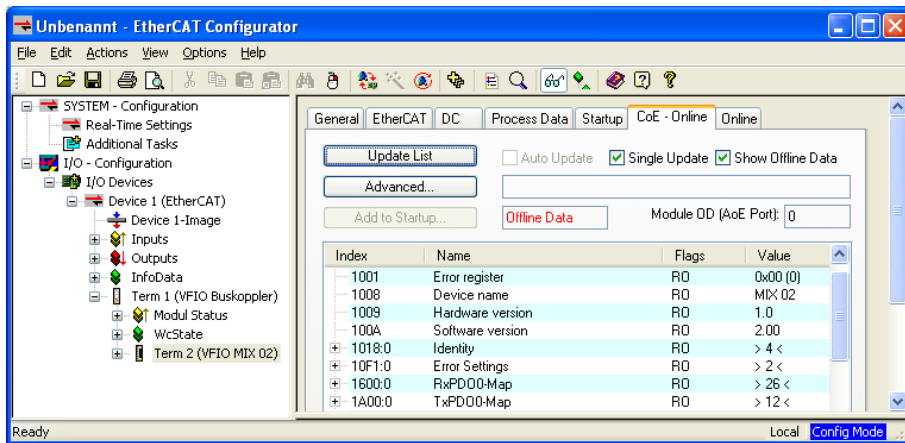 Unbenannt - EtherCAT Configurator
File Edit Actions View Options Help
SYSTEM - Configuration
Real-Time Settings
Additional Tasks
I/O - Configuration
I/O Devices
Device 1 (EtherCAT)
Device 1-Image
Inputs
Outputs
InfoData
Term 1 (VFIO Buskoppler)
Modul Status
WcState
Term 2 (VFIO MIX 02)
General EtherCAT DC Process Data Startup CoE - Online Online
Update List Auto Update Single Update Show Offline Data
Advanced...
Add to Startup... Offline Data Module OD (AoE Port): 0
Index Name Flags Value
1001 Error register RO 0x00 (0)
1008 Device name RO MIX 02
1009 Hardware version RO 1.0
100A Software version RO 2.00
1018:0 Identity RO > 4 <
10F1:0 Error Settings RO > 2 <
1600:0 RxPDO0-Map RO > 26 <
1A00:0 TxPDO0-Map RO > 12 <
Ready Local Config Mode